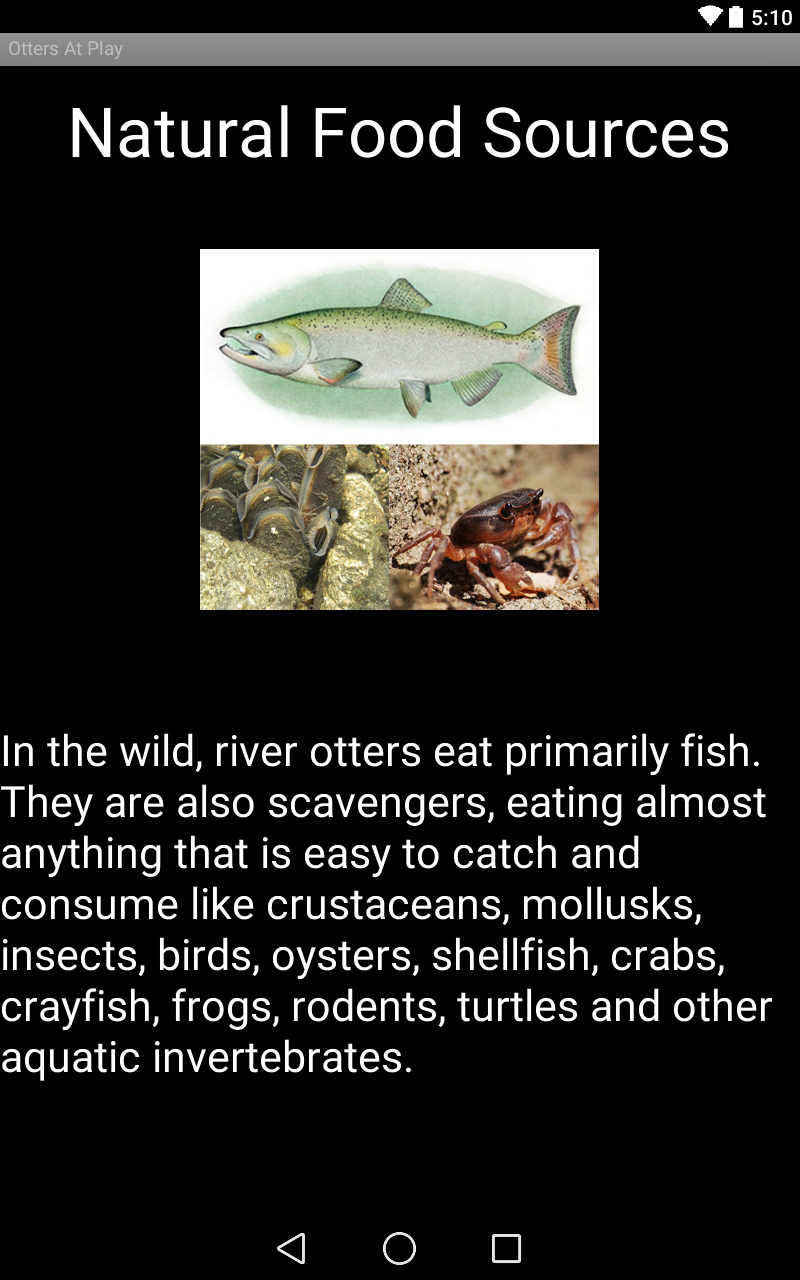 5:10
Otters At Play
Natural Food Sources
In the wild, river otters eat primarily fish.
They are also scavengers, eating almost
anything that is easy to catch and
consume like crustaceans, mollusks,
insects, birds, oysters, shellfish, crabs,
crayfish, frogs, rodents, turtles and other
aquatic invertebrates.